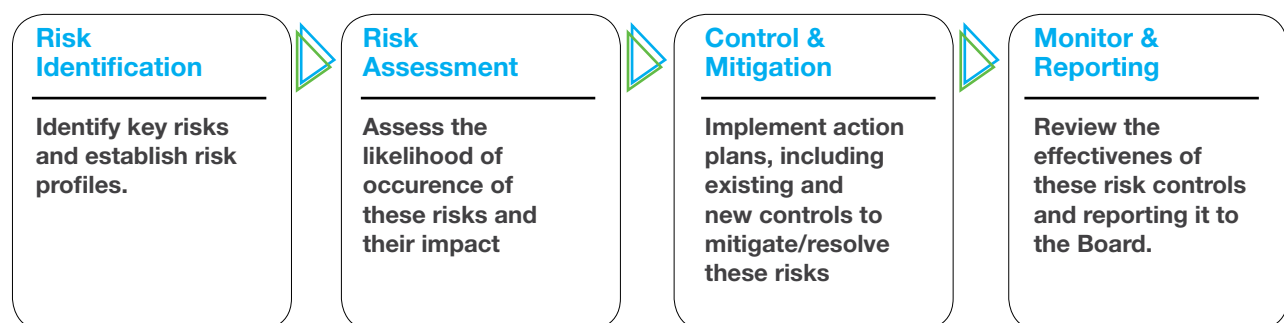 Risk
Identification
Identify key risks
and establish risk
profiles.
Risk
Assessment
Assess the
likelihood of
occurence of
these risks and
their impact
Control &
Mitigation
Implement action
plans, including
existing and
new controls to
mitigate/resolve
these risks
Monitor &
Reporting
Review the
effectivenes of
these risk controls
and reporting it to
the Board.